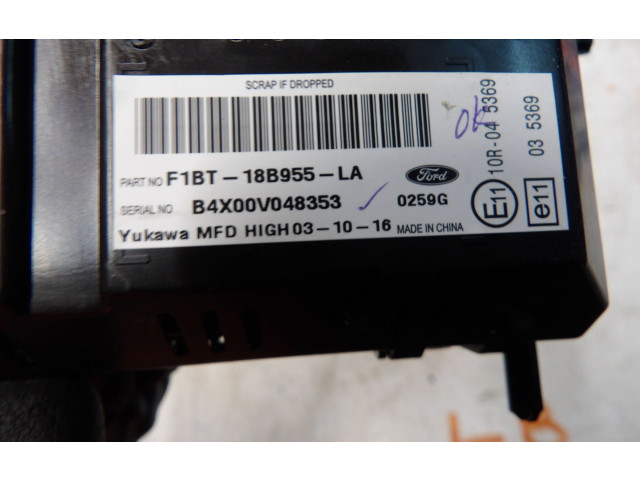 SCRAP IF DROPPED
PART NO F1BT-18B955-LA
Ford
SERIAL NO B4X00V048353
0259G
Yukawa MFD HIGH 03-10-16 MADE IN CHINA
OK
E11 10R-04 5369
e11 03 5369